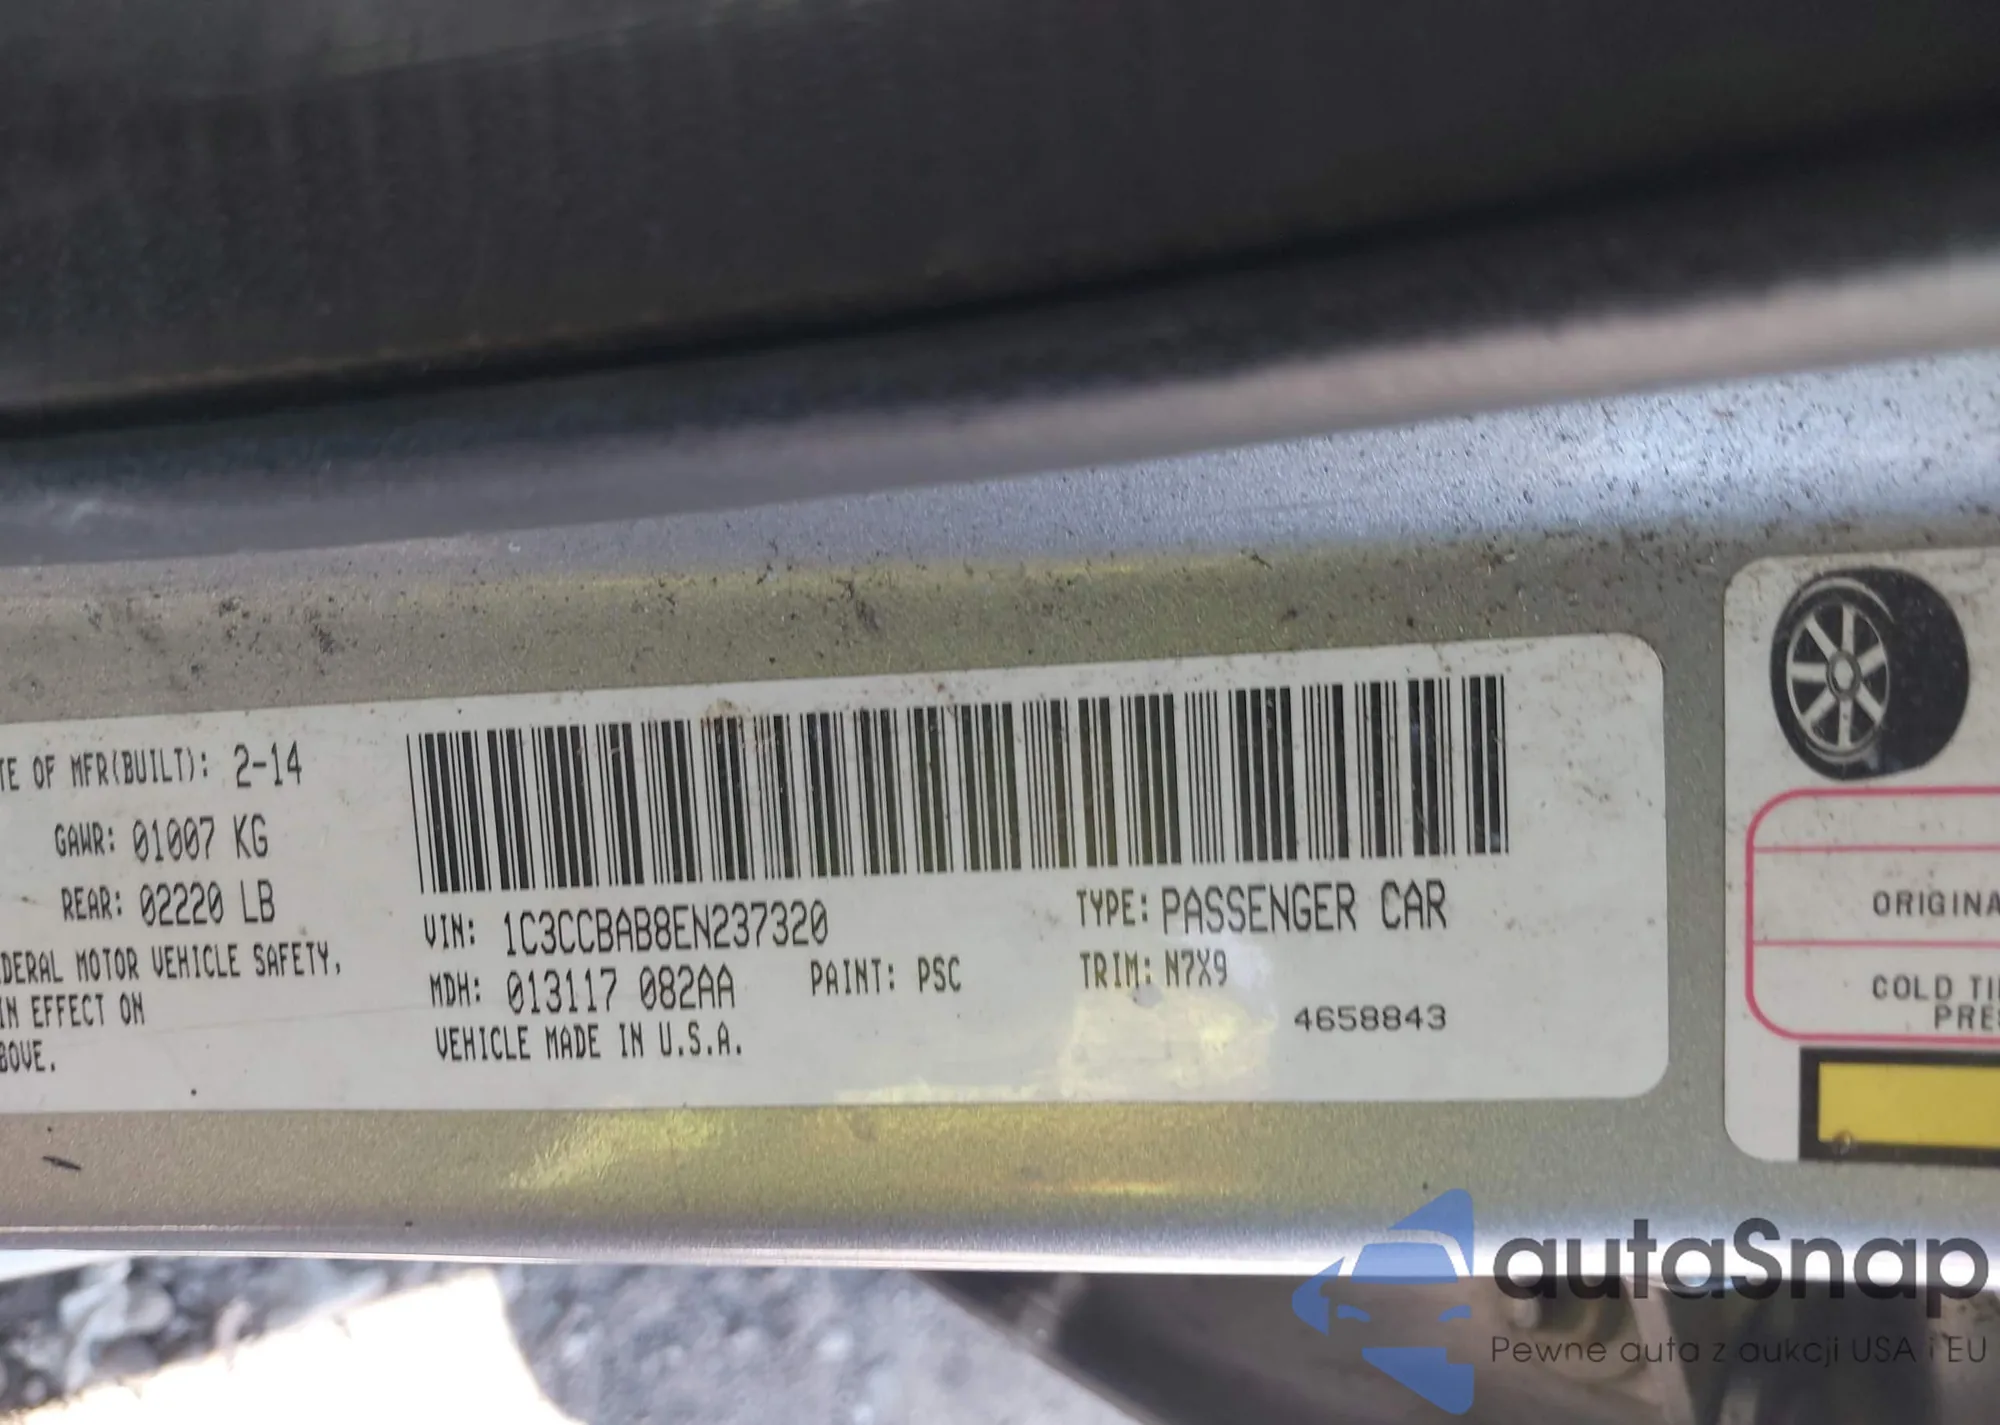 TE OF MFR(BUILT): 2-14
GAWR: 01007 KG
REAR: 02220 LB
DERAL MOTOR VEHICLE SAFETY,
IN EFFECT ON
BOVE.
VIN: 1C3CCBAB8EN237320
TYPE: PASSENGER CAR
MDH: 013117 082AA
PAINT: PSC
TRIM: N7X9
VEHICLE MADE IN U.S.A.
4658843
ORIGINA
COLD TI
PRES
autaSnap
Pewne auta z aukcji USA i EU